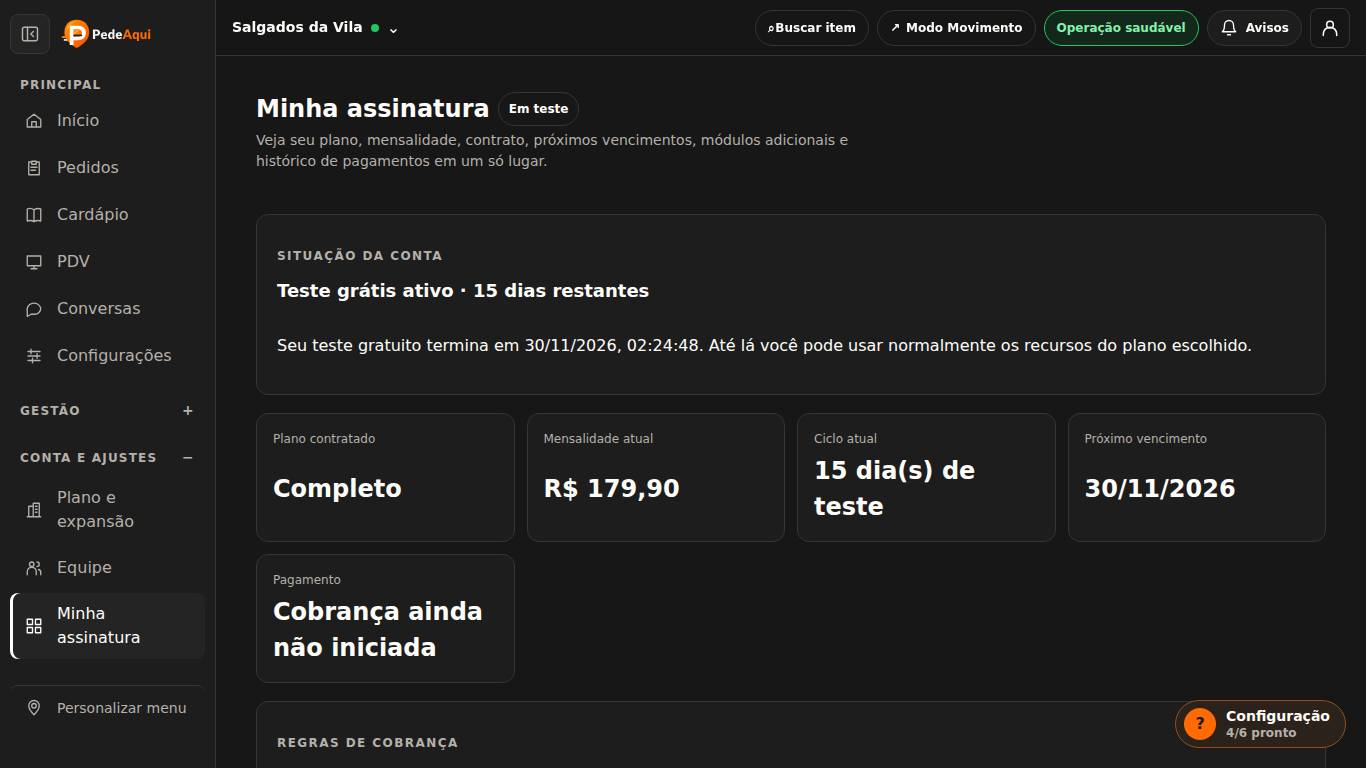 PedeAqui
PRINCIPAL
Início
Pedidos
Cardápio
PDV
Conversas
Configurações
GESTÃO +
CONTA E AJUSTES −
Plano e
expansão
Equipe
Minha
assinatura
Personalizar menu
Salgados da Vila
Buscar item
↗ Modo Movimento
Operação saudável
Avisos
Minha assinatura
Em teste
Veja seu plano, mensalidade, contrato, próximos vencimentos, módulos adicionais e
histórico de pagamentos em um só lugar.
SITUAÇÃO DA CONTA
Teste grátis ativo · 15 dias restantes
Seu teste gratuito termina em 30/11/2026, 02:24:48. Até lá você pode usar normalmente os recursos do plano escolhido.
Plano contratado
Completo
Mensalidade atual
R$ 179,90
Ciclo atual
15 dia(s) de
teste
Próximo vencimento
30/11/2026
Pagamento
Cobrança ainda
não iniciada
REGRAS DE COBRANÇA
?
Configuração
4/6 pronto